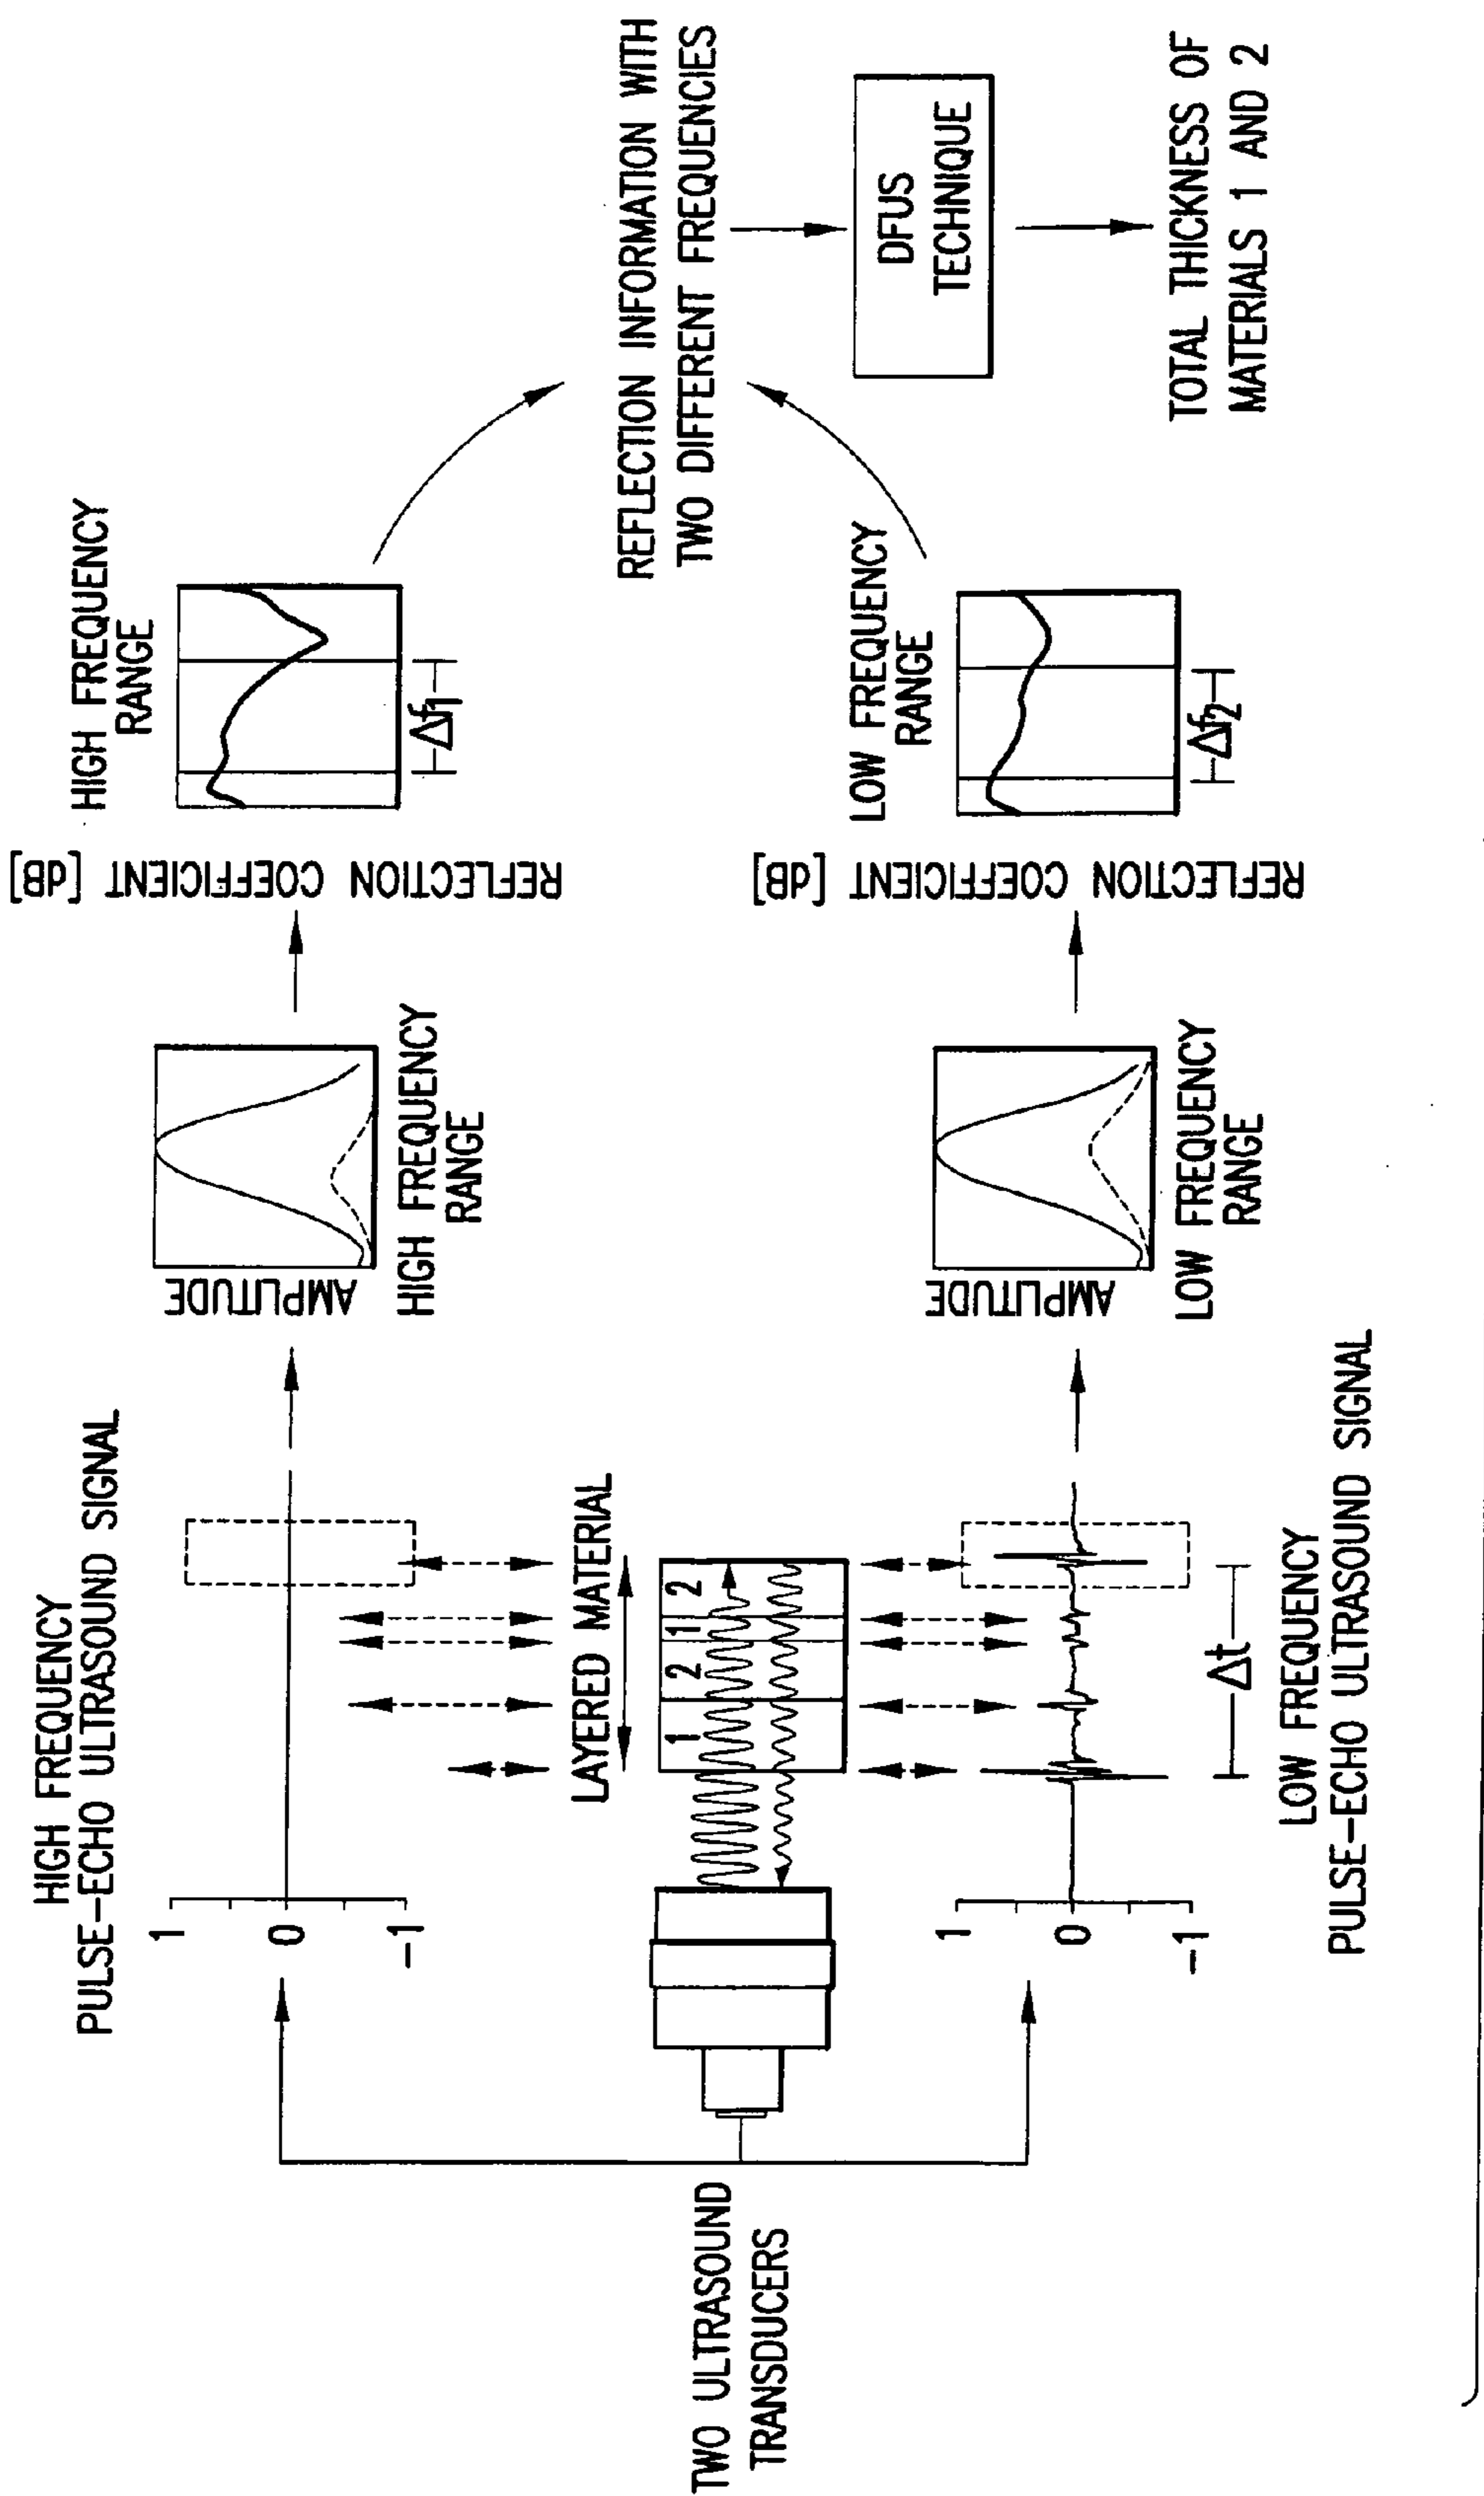 TWO ULTRASOUND
TRANSDUCERS
HIGH FREQUENCY
PULSE-ECHO ULTRASOUND SIGNAL
1
0
-1
LAYERED MATERIAL
1
2
1
2
1
0
-1
Δt
LOW FREQUENCY
PULSE-ECHO ULTRASOUND SIGNAL
AMPLITUDE
HIGH FREQUENCY
RANGE
AMPLITUDE
LOW FREQUENCY
RANGE
REFLECTION COEFFICIENT [dB]
HIGH FREQUENCY
RANGE
Δf1
REFLECTION COEFFICIENT [dB]
LOW FREQUENCY
RANGE
Δf2
REFLECTION INFORMATION WITH
TWO DIFFERENT FREQUENCIES
DFUS
TECHNIQUE
TOTAL THICKNESS OF
MATERIALS 1 AND 2